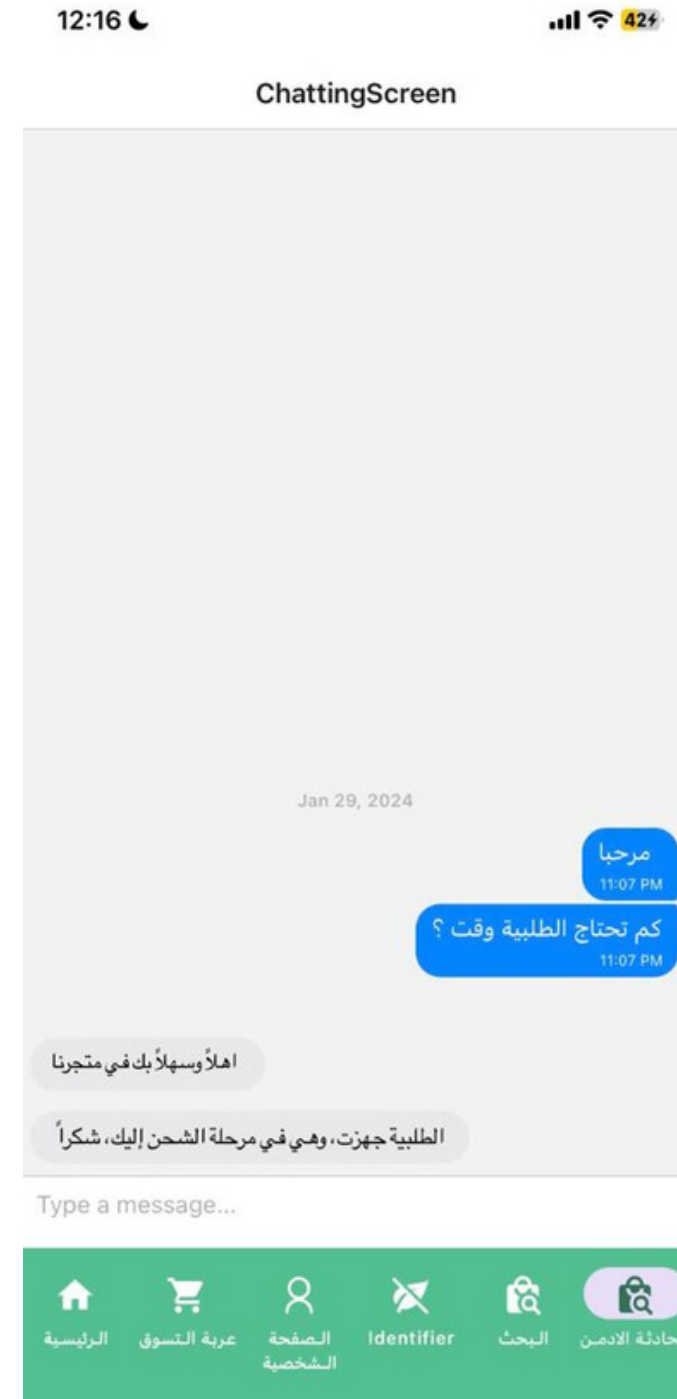 12:16
42
ChattingScreen
Jan 29, 2024
مرحبا
11:07 PM
كم تحتاج الطلبية وقت ؟
11:07 PM
اهلاً وسهلاً بك في متجرنا
الطلبية جهزت، وهي في مرحلة الشحن إليك، شكراً
Type a message...
الرئيسية
عربة التسوق
الصفحة
الشخصية
Identifier
البحث
حادثة الادمن